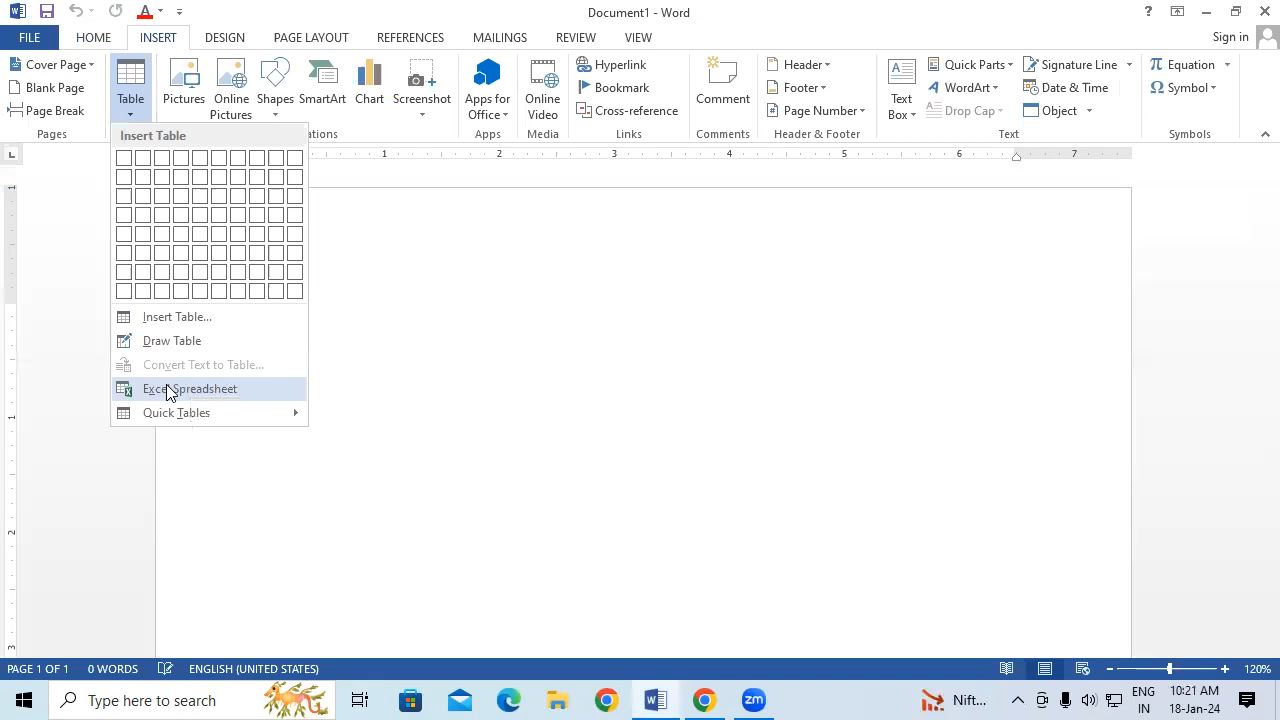 Document1 - Word
FILE HOME INSERT DESIGN PAGE LAYOUT REFERENCES MAILINGS REVIEW VIEW Sign in
Cover Page
Blank Page
Page Break
Pages
Table
Pictures
Online Pictures
Shapes
SmartArt
Chart
Screenshot
Apps for Office
Apps
Online Video
Media
Hyperlink
Bookmark
Cross-reference
Links
Comment
Comments
Header
Footer
Page Number
Header & Footer
Text Box
Quick Parts
WordArt
Drop Cap
Signature Line
Date & Time
Object
Text
Equation
Symbol
Symbols
Insert Table
Insert Table...
Draw Table
Convert Text to Table...
Excel Spreadsheet
Quick Tables
1 2 3 4 5 6 7
1
1
2
3
PAGE 1 OF 1 0 WORDS ENGLISH (UNITED STATES) 120%
Type here to search
Nift...
ENG
IN
10:21 AM
18-Jan-24